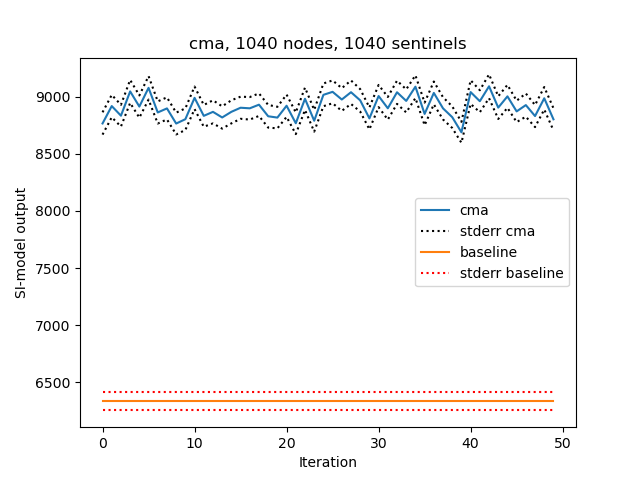 cma, 1040 nodes, 1040 sentinels
SI-model output
9000
8500
8000
7500
7000
6500
cma
stderr cma
baseline
stderr baseline
0 10 20 30 40 50
Iteration